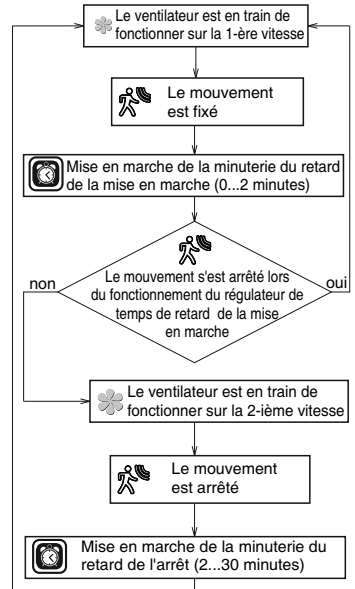 Le ventilateur est en train de
fonctionner sur la 1-ère vitesse
Le mouvement
est fixé
Mise en marche de la minuterie du retard
de la mise en marche (0...2 minutes)
non
oui
Le mouvement s'est arrêté lors
du fonctionnement du régulateur de
temps de retard de la mise
en marche
Le ventilateur est en train de
fonctionner sur la 2-ième vitesse
Le mouvement
est arrêté
Mise en marche de la minuterie du
retard de l'arrêt (2...30 minutes)